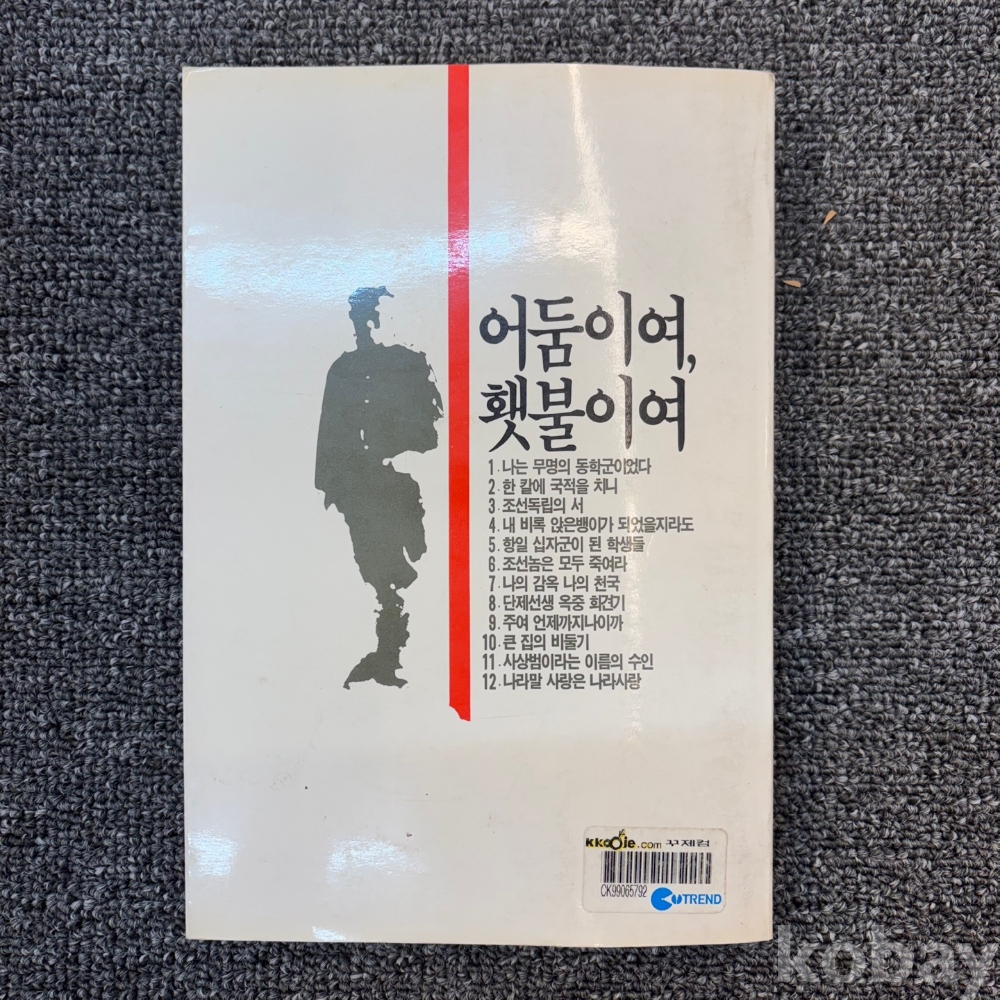 어둠이여,
횃불이여
1. 나는 무명의 동학군이었다
2. 한 칼에 국적을 치니
3. 조선독립의 서
4. 내 비록 앉은뱅이가 되었을지라도
5. 항일 십자군이 된 학생들
6. 조선놈은 모두 죽여라
7. 나의 감옥 나의 천국
8. 단제선생 옥중 회견기
9. 주여 언제까지나이까
10. 큰 집의 비둘기
11. 사상범이라는 이름의 수인
12. 나라말 사랑은 나라사랑
kkooje.com 꾸제컴
CK99065792
UTREND
kobay